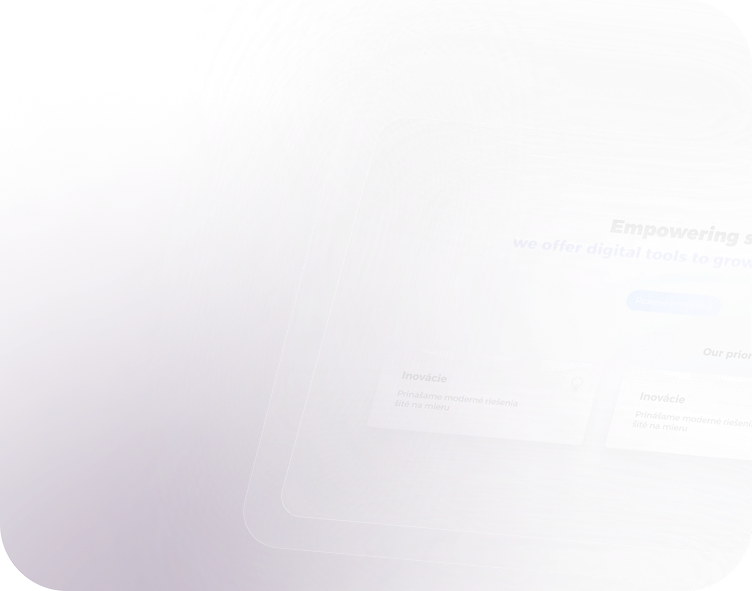 Empowering s
we offer digital tools to grow
Our prior
Inovácie
Prinášame moderné riešenia
šité na mieru
Inovácie
Prinášame moderné riešen
šité na mieru